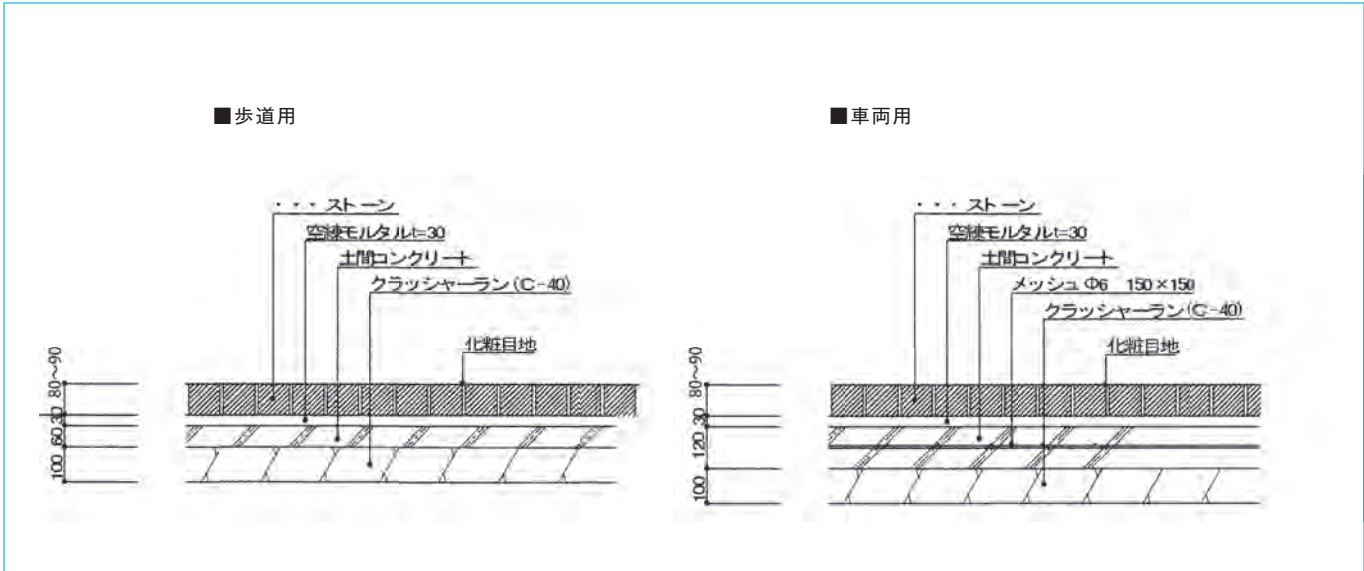 ■歩道用
・・・ストーン
空練モルタルt=30
土間コンクリート
クラッシャーラン(C-40)
化粧目地
80~90
30
60
100
■車両用
・・・ストーン
空練モルタルt=30
土間コンクリート
メッシュ Φ6 150×150
クラッシャーラン(C-40)
化粧目地
80~90
30
120
100